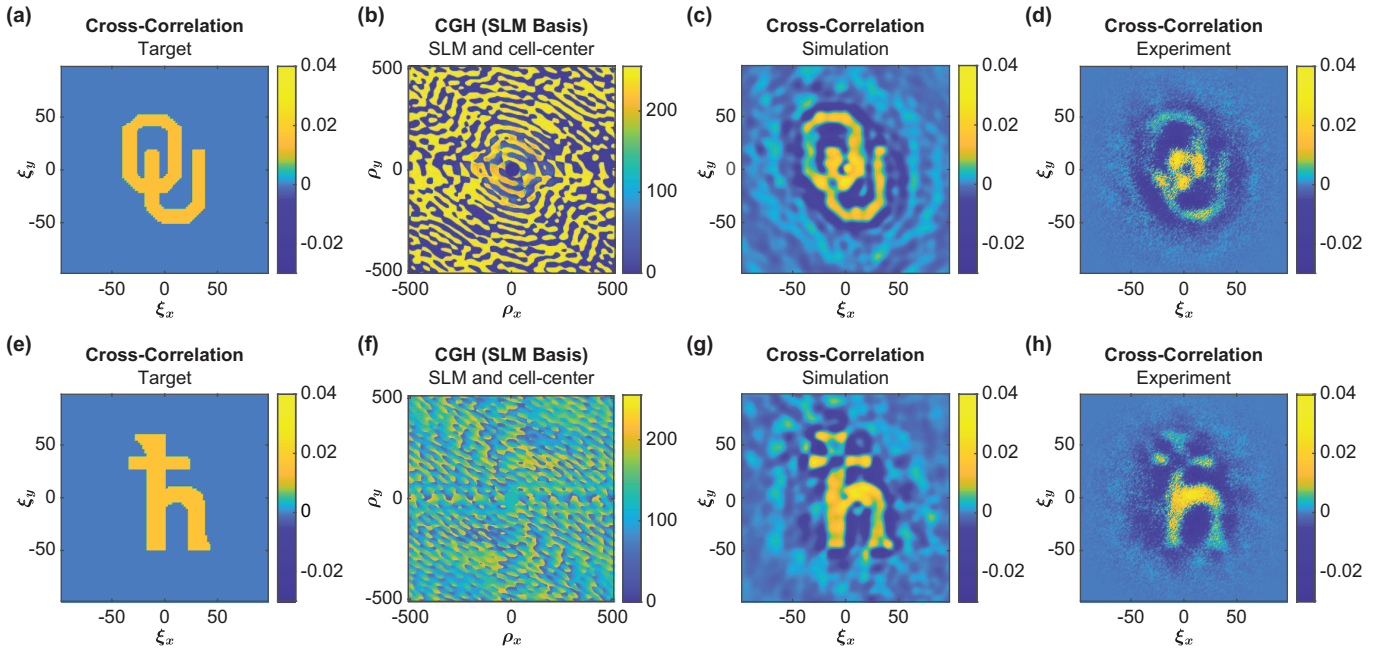 (a)
Cross-Correlation
Target
0.04
0.02
0
-0.02
50
0
-50
ξy
-50 0 50
ξx
OU
(b)
CGH (SLM Basis)
SLM and cell-center
500
0
-500
ρy
200
100
0
-500 0 500
ρx
(c)
Cross-Correlation
Simulation
0.04
0.02
0
-0.02
50
0
-50
ξy
-50 0 50
ξx
OU
(d)
Cross-Correlation
Experiment
0.04
0.02
0
-0.02
50
0
-50
ξy
-50 0 50
ξx
OU
(e)
Cross-Correlation
Target
0.04
0.02
0
-0.02
50
0
-50
ξy
-50 0 50
ξx
ħ
(f)
CGH (SLM Basis)
SLM and cell-center
500
0
-500
ρy
200
100
0
-500 0 500
ρx
(g)
Cross-Correlation
Simulation
0.04
0.02
0
-0.02
50
0
-50
ξy
-50 0 50
ξx
ħ
(h)
Cross-Correlation
Experiment
0.04
0.02
0
-0.02
50
0
-50
ξy
-50 0 50
ξx
ħ